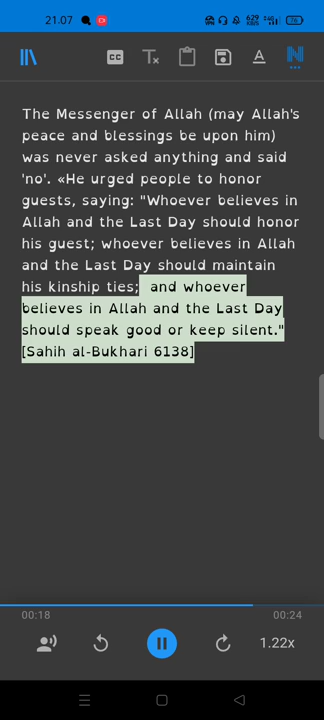 21.07
CC
The Messenger of Allah (may Allah's
peace and blessings be upon him)
was never asked anything and said
'no'. «He urged people to honor
guests, saying: "Whoever believes in
Allah and the Last Day should honor
his guest; whoever believes in Allah
and the Last Day should maintain
his kinship ties; and whoever
believes in Allah and the Last Day
should speak good or keep silent."
[Sahih al-Bukhari 6138]
00:18
00:24
1.22x